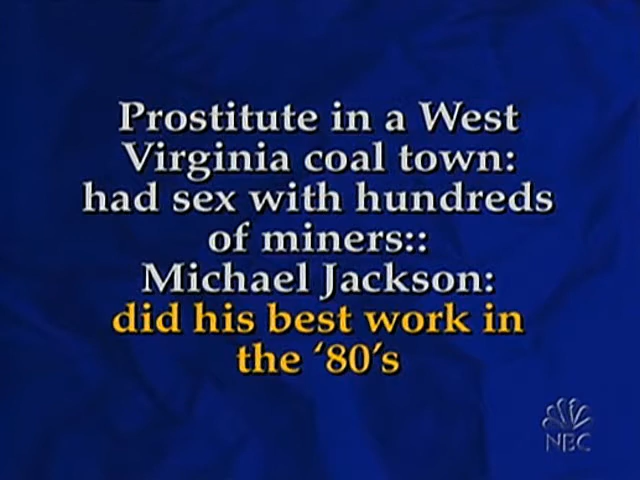 Prostitute in a West
Virginia coal town:
had sex with hundreds
of miners::
Michael Jackson:
did his best work in
the ‘80’s
NBC